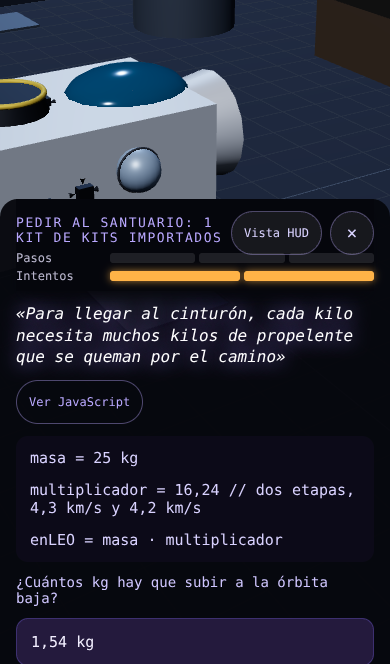 PEDIR AL SANTUARIO: 1
KIT DE KITS IMPORTADOS
Vista HUD
×
Pasos
Intentos
«Para llegar al cinturón, cada kilo
necesita muchos kilos de propelente
que se queman por el camino»
Ver JavaScript
masa = 25 kg
multiplicador = 16,24 // dos etapas,
4,3 km/s y 4,2 km/s
enLEO = masa · multiplicador
¿Cuántos kg hay que subir a la órbita
baja?
1,54 kg